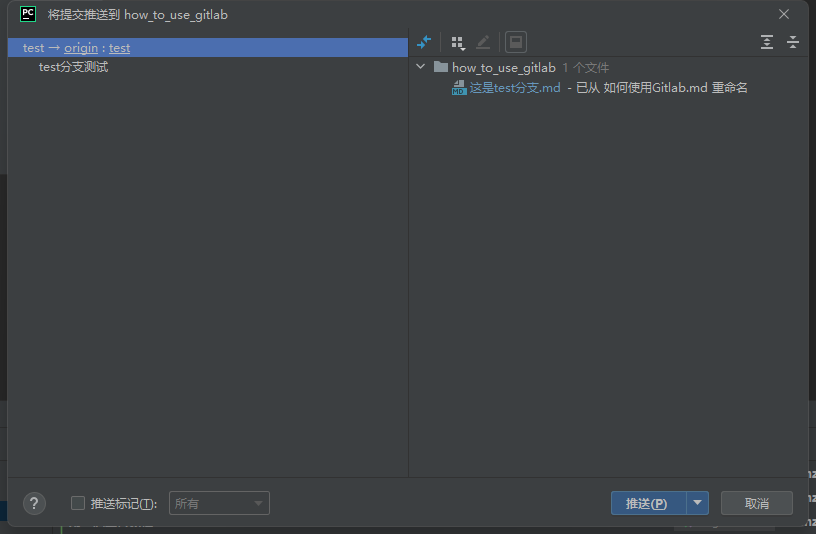 PC 将提交推送到 how_to_use_gitlab
test → origin : test
test分支测试
how_to_use_gitlab 1 个文件
MD 这是test分支.md - 已从 如何使用Gitlab.md 重命名
? 推送标记(T): 所有 推送(P) 取消